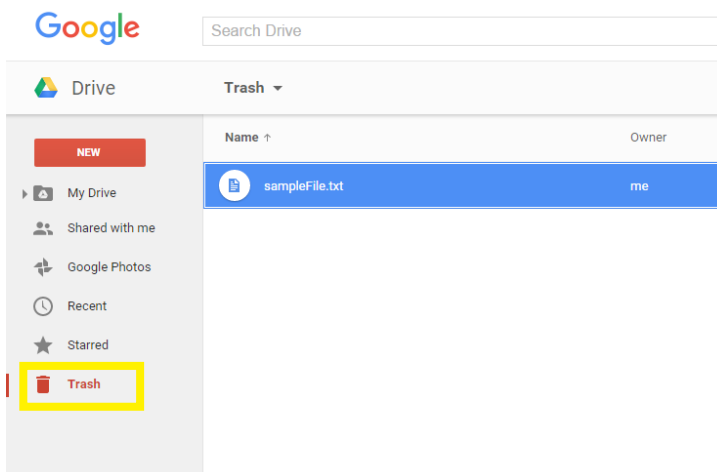 Google
Search Drive
Drive
Trash
Name
Owner
NEW
sampleFile.txt
me
My Drive
Shared with me
Google Photos
Recent
Starred
Trash